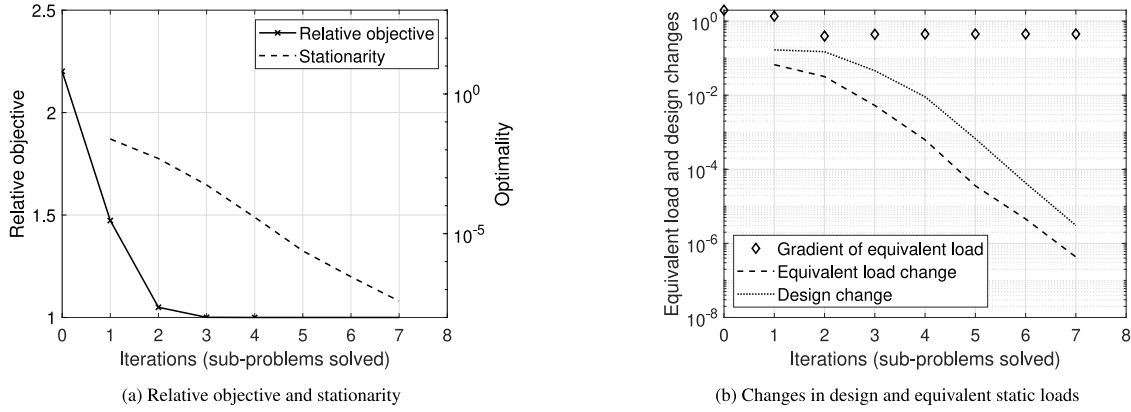 2.5
2
1.5
1
Relative objective
Relative objective
Stationarity
10^0
10^-5
Optimality
0 1 2 3 4 5 6 7 8
Iterations (sub-problems solved)
(a) Relative objective and stationarity
10^0
10^-2
10^-4
10^-6
10^-8
Equivalent load and design changes
Gradient of equivalent load
Equivalent load change
Design change
0 1 2 3 4 5 6 7 8
Iterations (sub-problems solved)
(b) Changes in design and equivalent static loads